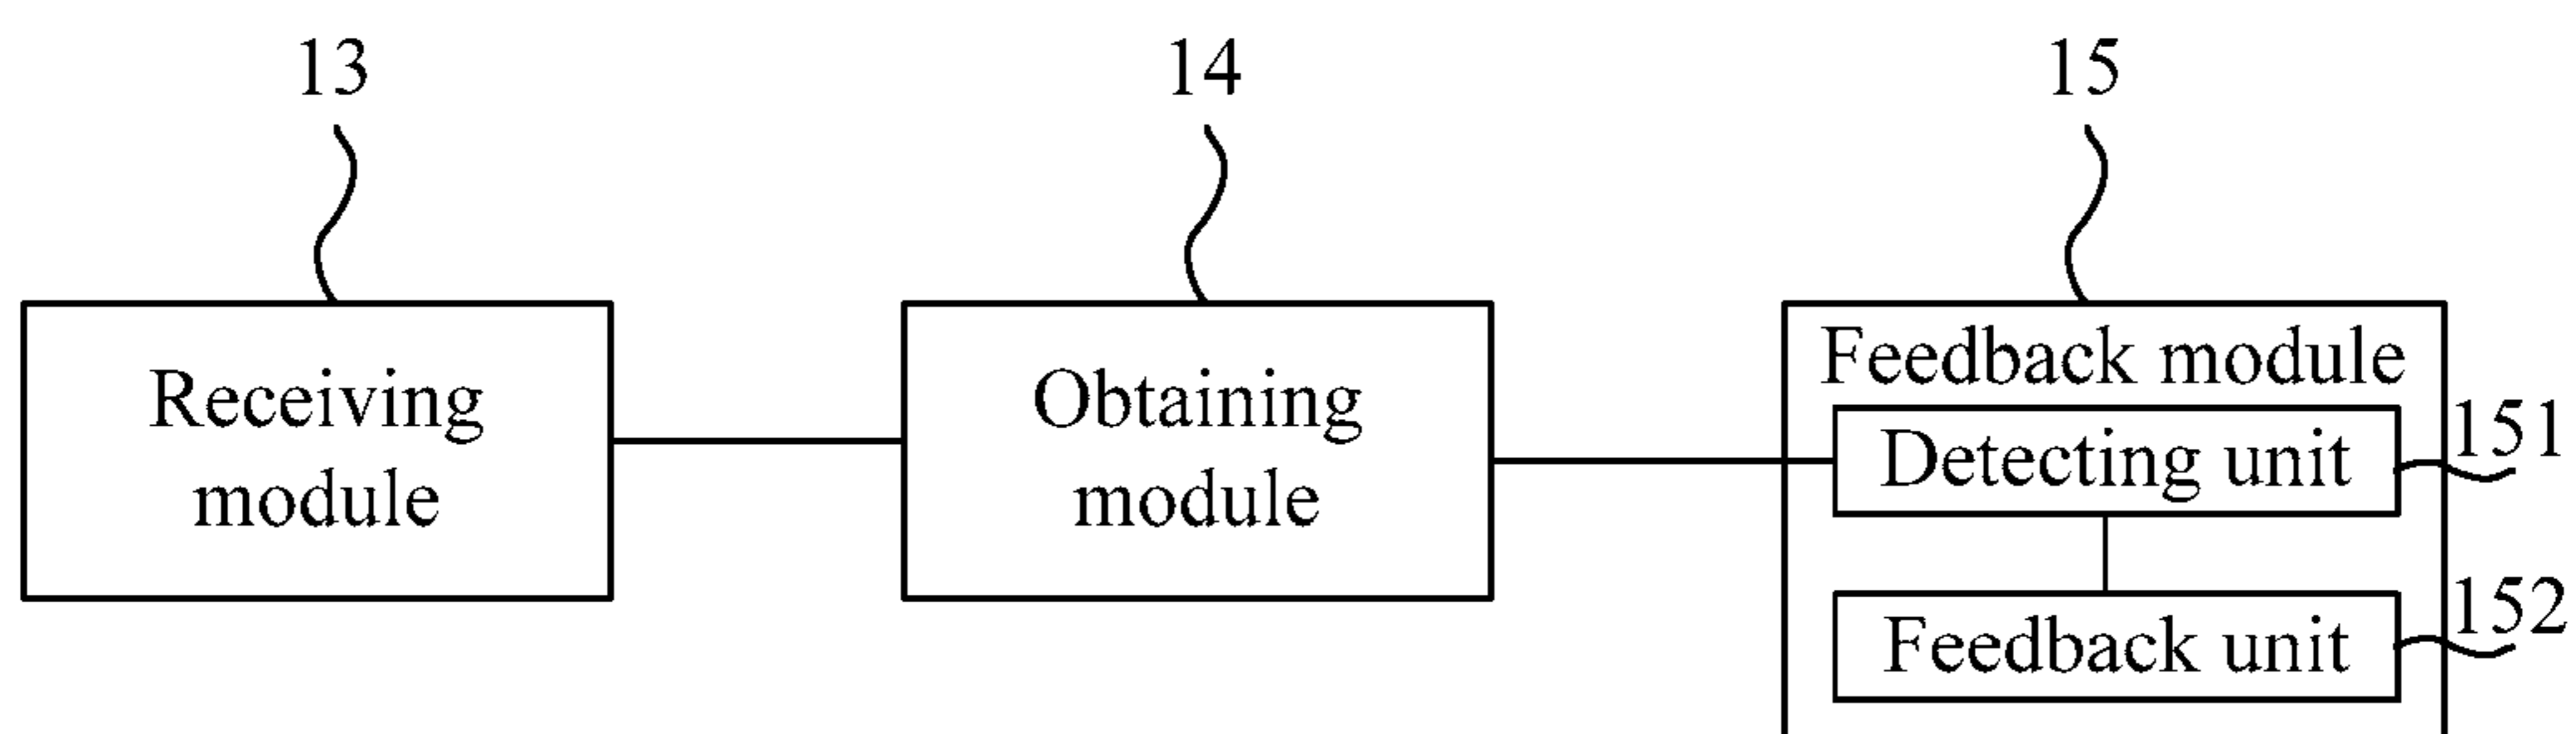 13
14
15
Receiving
module
Obtaining
module
Feedback module
Detecting unit
151
Feedback unit
152